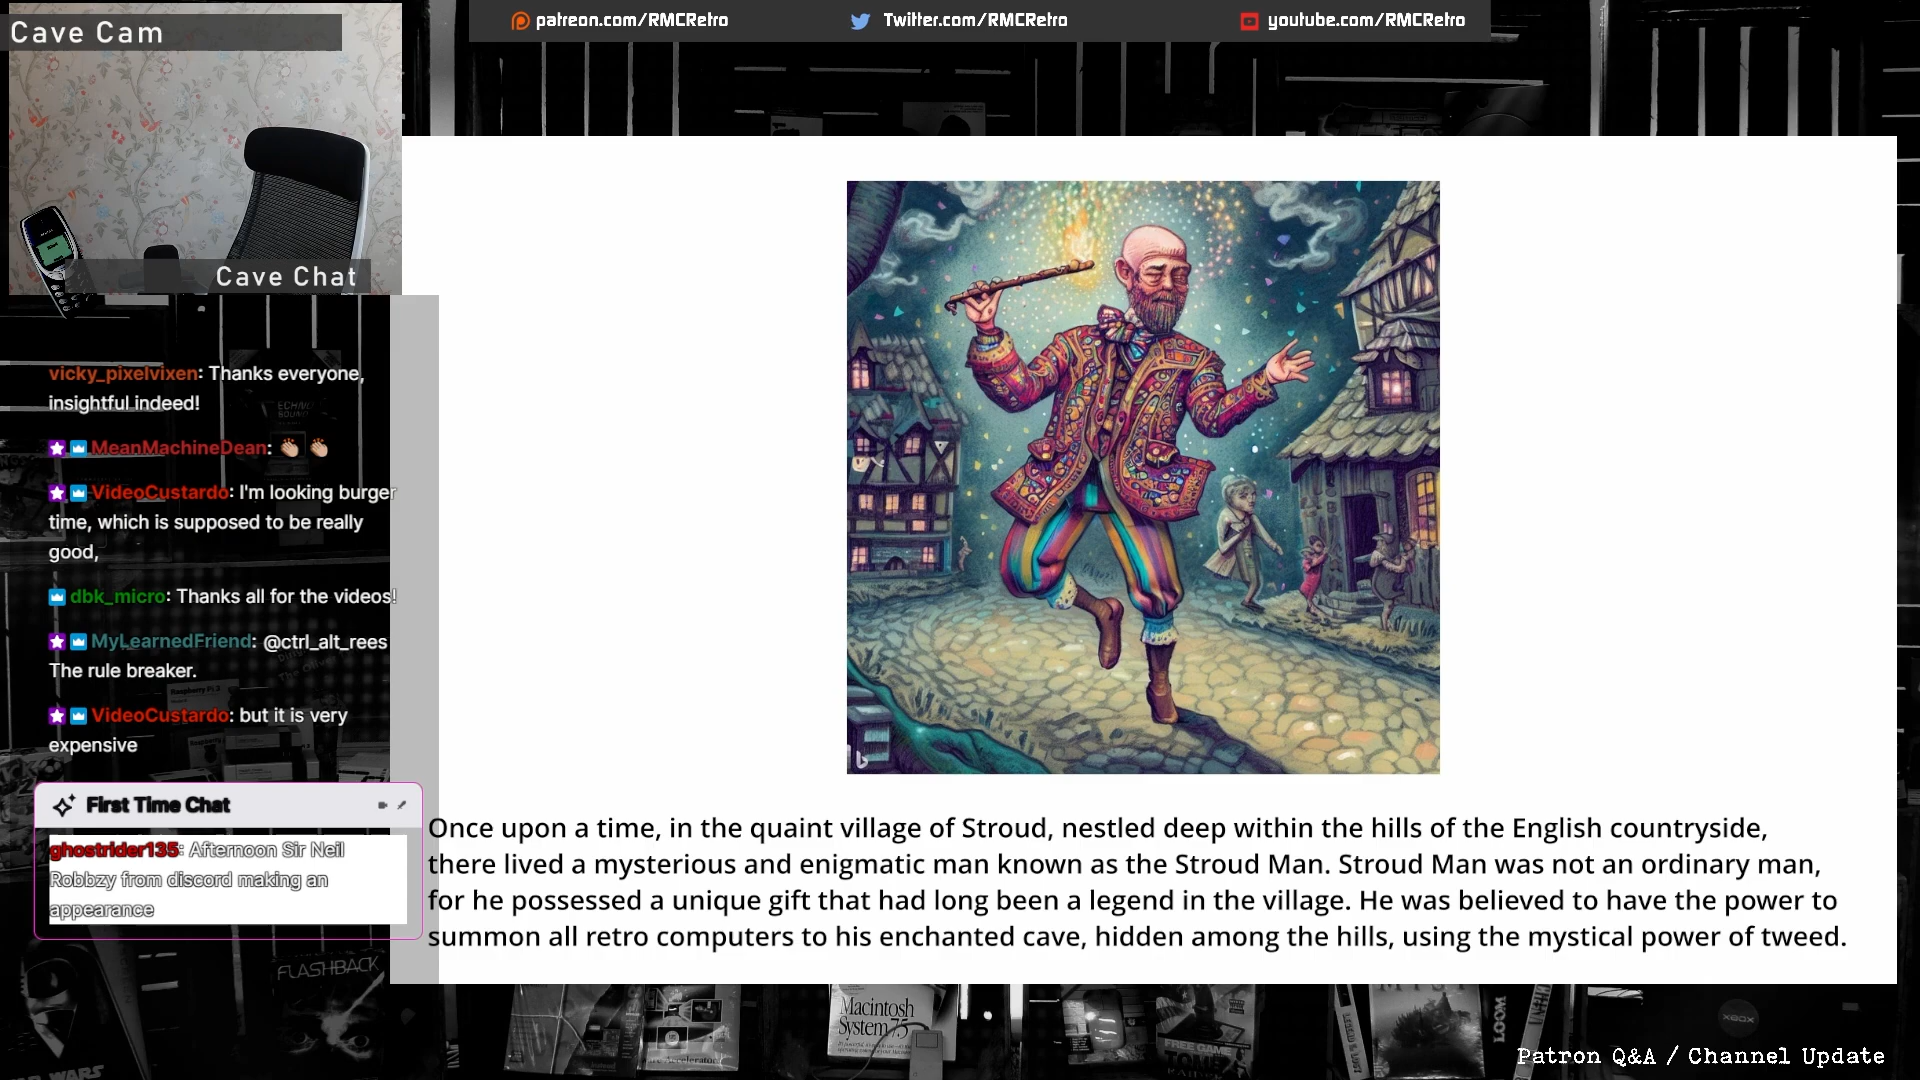 Cave Cam
patreon.com/RMCRetro
Twitter.com/RMCRetro
youtube.com/RMCRetro
Cave Chat
vicky_pixelvixen: Thanks everyone,
insightful indeed!
MeanMachineDean: 👏🏻 👏🏻
VideoCustardo: I'm looking burger
time, which is supposed to be really
good,
dbk_micro: Thanks all for the videos!
MyLearnedFriend: @ctrl_alt_rees
The rule breaker.
VideoCustardo: but it is very
expensive
First Time Chat
ghostrider135: Afternoon Sir Neil
Robbzy from discord making an
appearance
Once upon a time, in the quaint village of Stroud, nestled deep within the hills of the English countryside,
there lived a mysterious and enigmatic man known as the Stroud Man. Stroud Man was not an ordinary man,
for he possessed a unique gift that had long been a legend in the village. He was believed to have the power to
summon all retro computers to his enchanted cave, hidden among the hills, using the mystical power of tweed.
FLASHBACK
Macintosh
System 7.5
FREE GAME
LOOM
XBOX
WARS
Patron Q&A / Channel Update